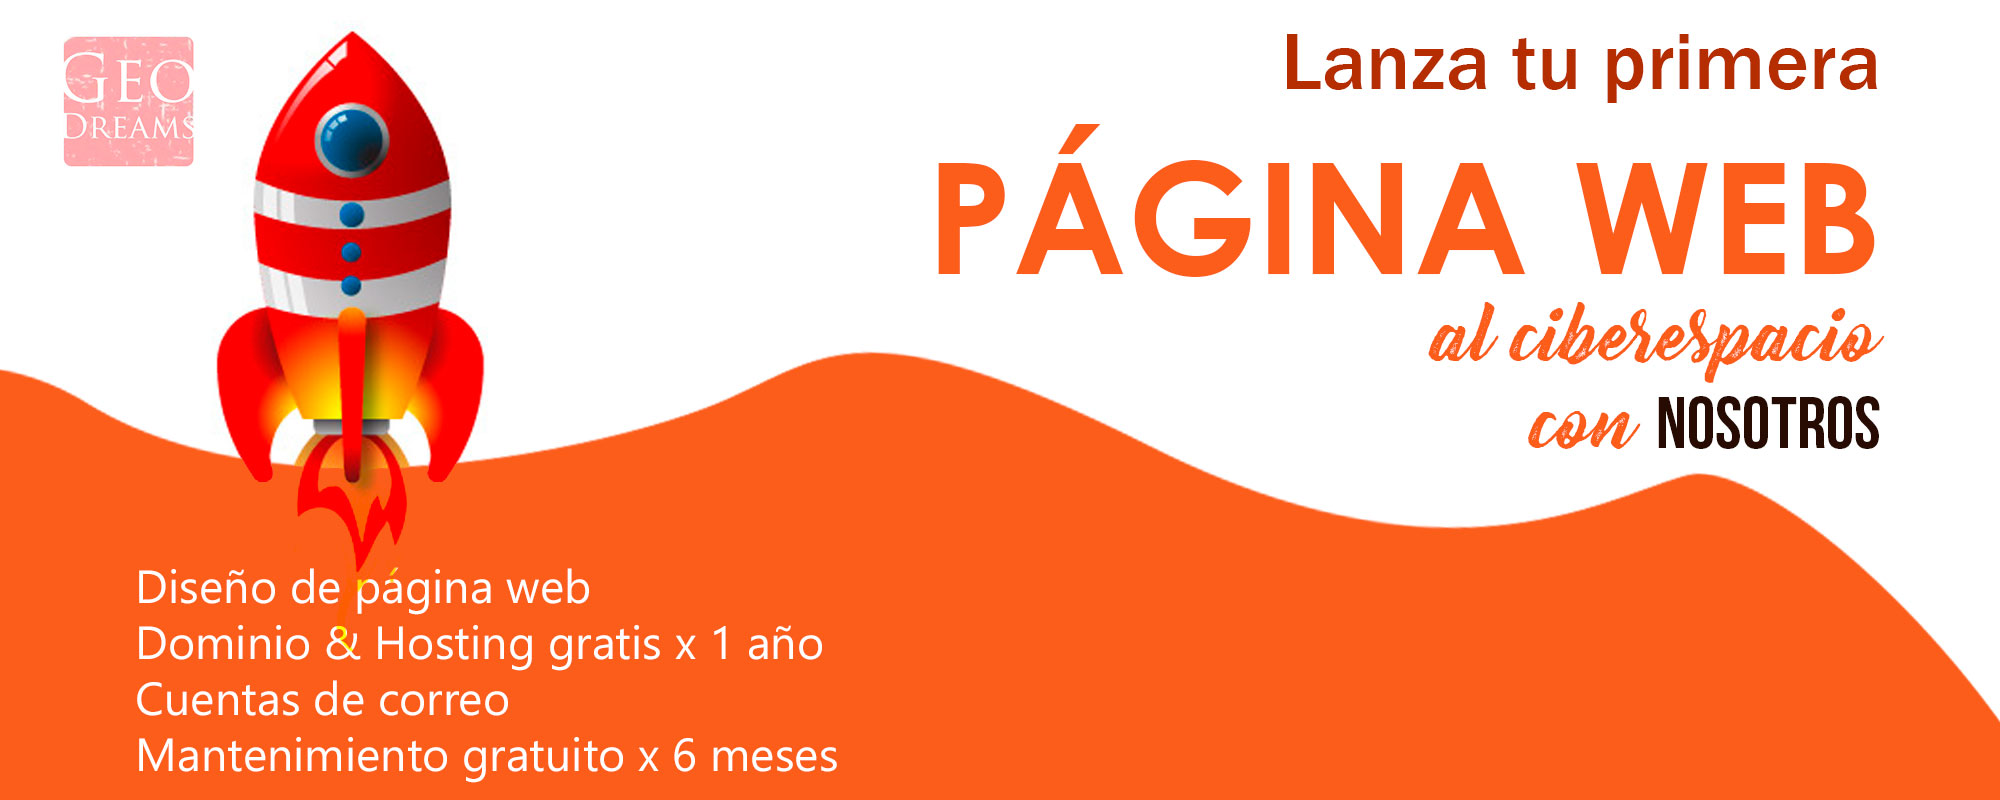 GEO
DREAMS
Lanza tu primera
PÁGINA WEB
al ciberespacio
con NOSOTROS
Diseño de página web
Dominio & Hosting gratis x 1 año
Cuentas de correo
Mantenimiento gratuito x 6 meses